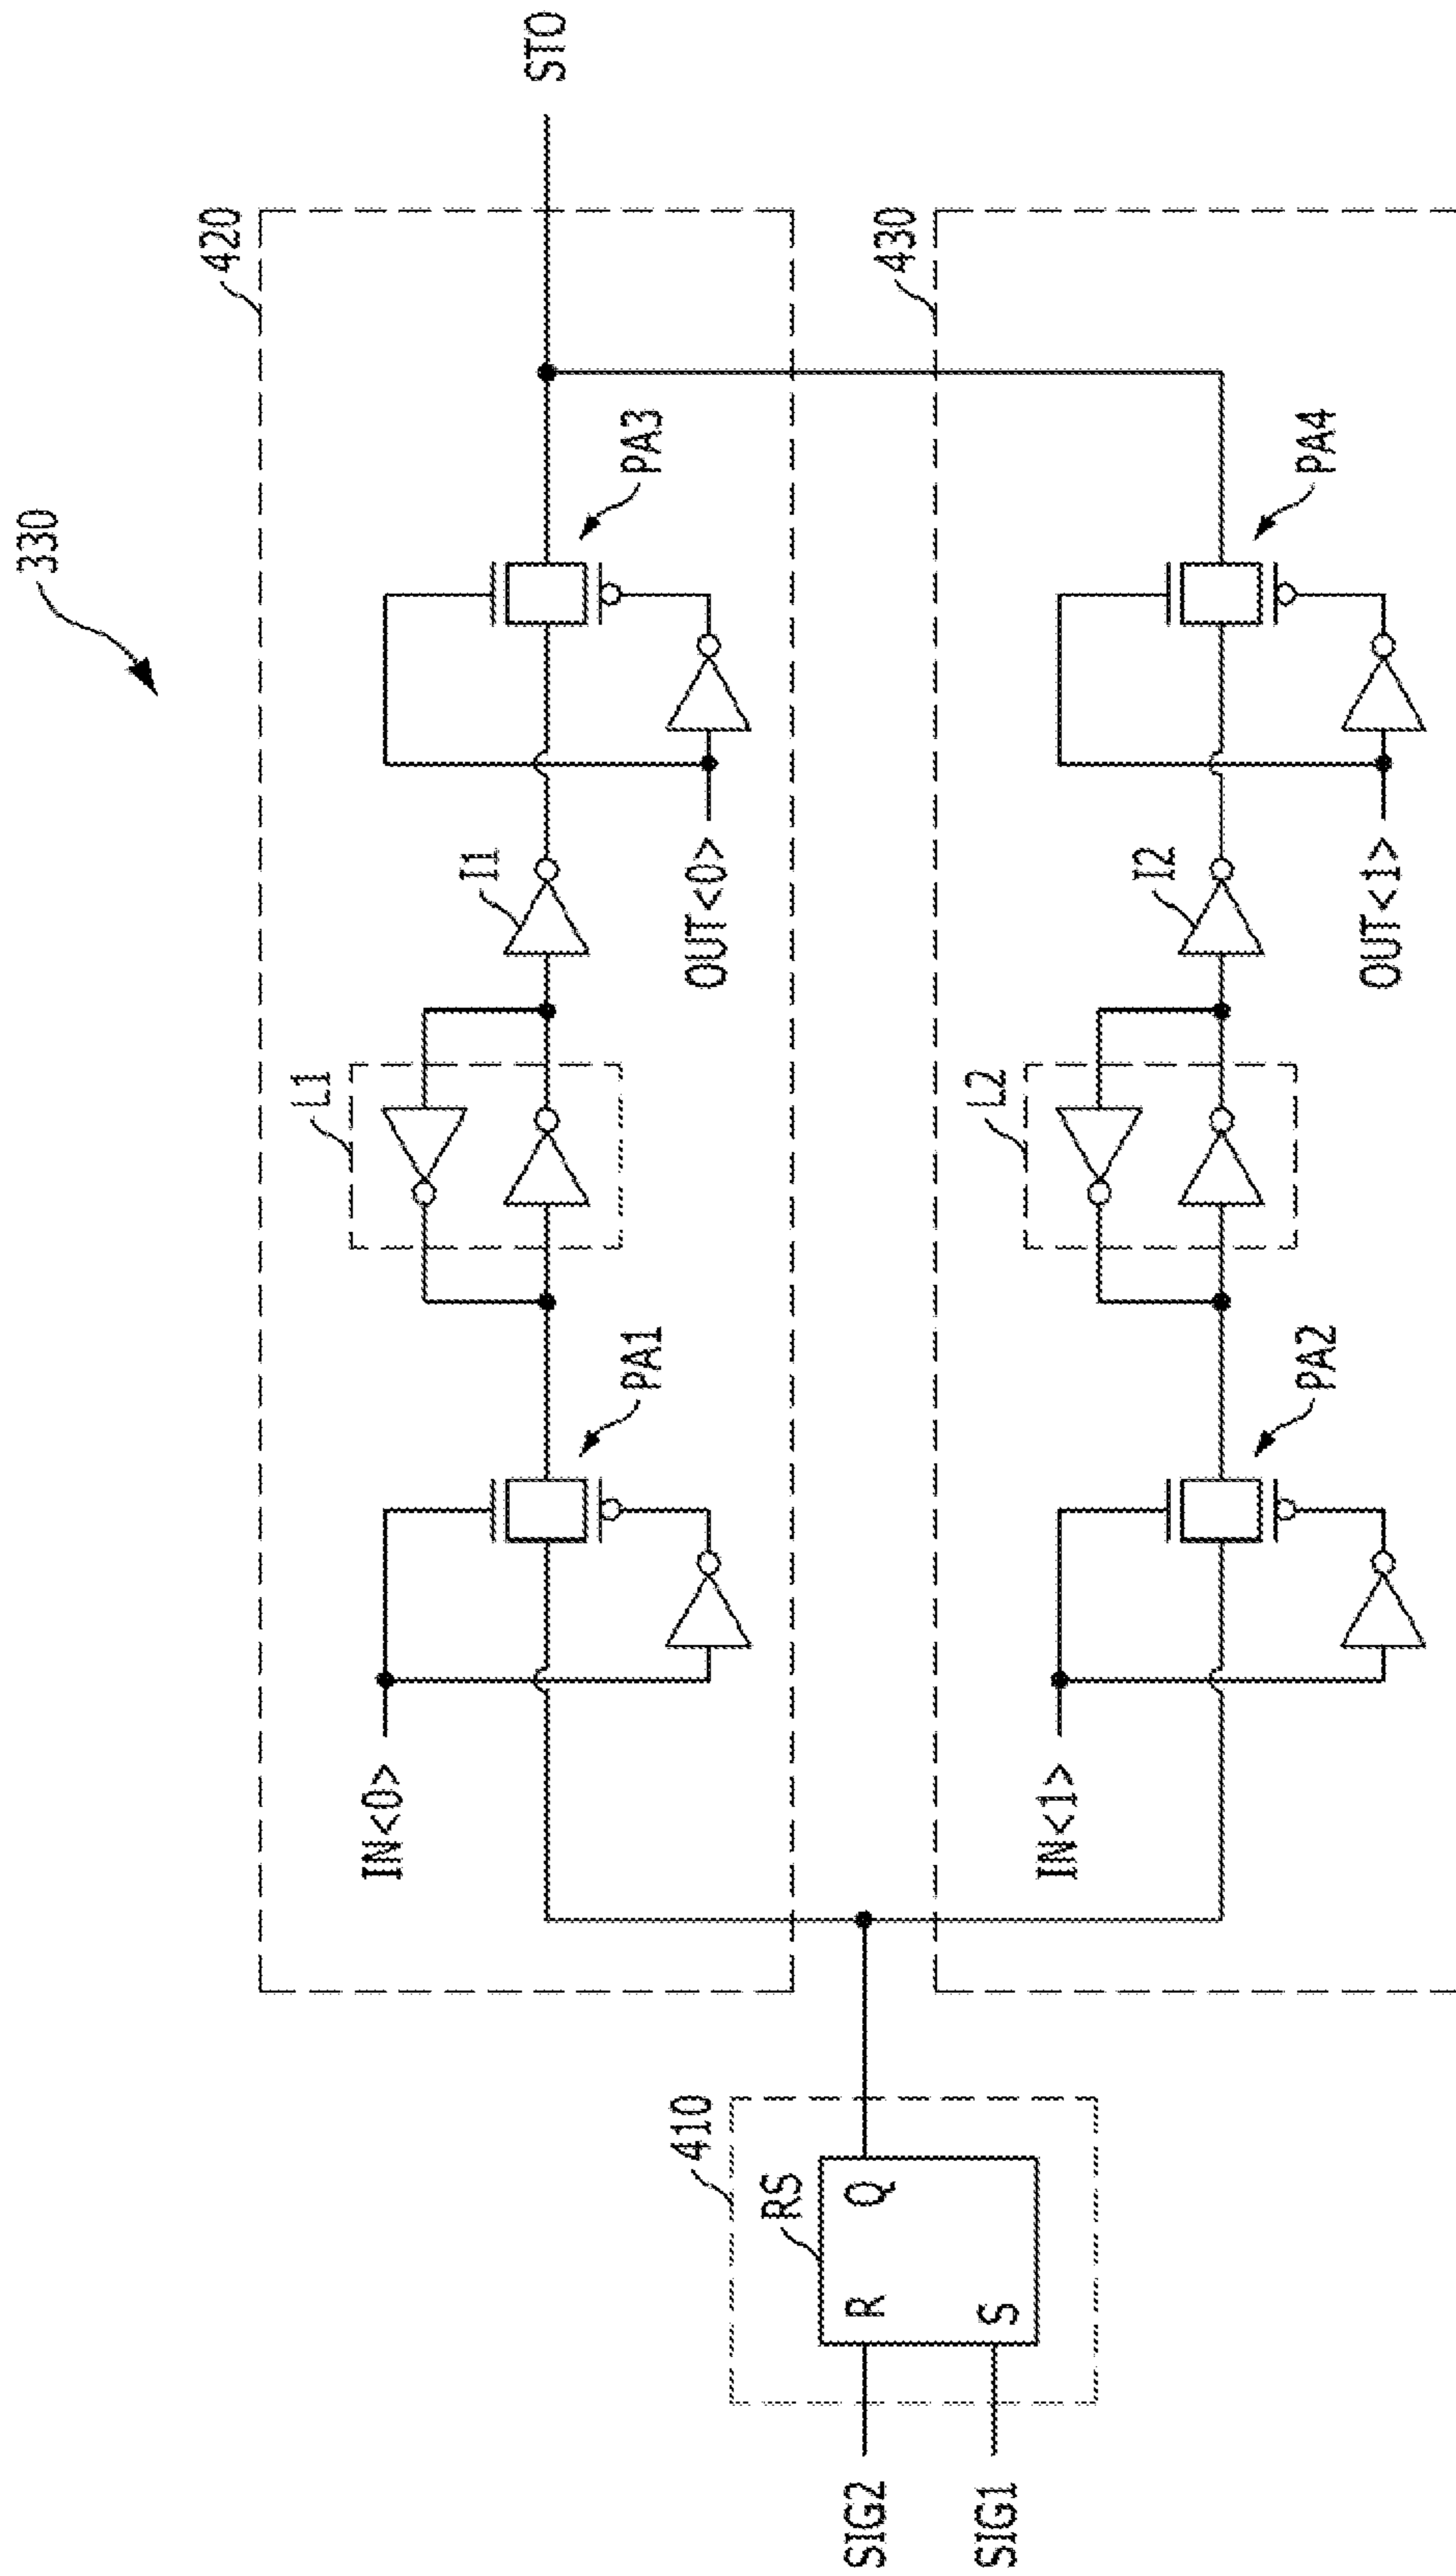 330
420
STO
IN<0>
PA1
L1
I1
OUT<0>
PA3
410
RS
SIG2
R
Q
SIG1
S
430
IN<1>
PA2
L2
I2
OUT<1>
PA4